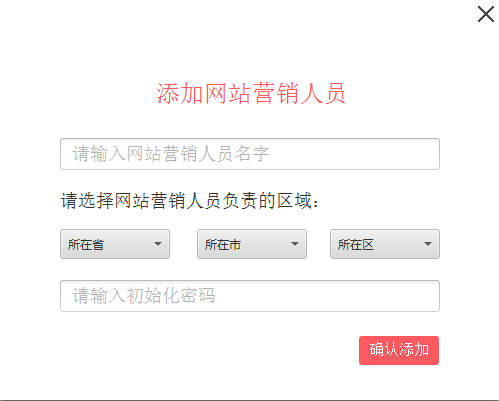 添加网站营销人员
请输入网站营销人员名字
请选择网站营销人员负责的区域：
所在省 所在市 所在区
请输入初始化密码
确认添加